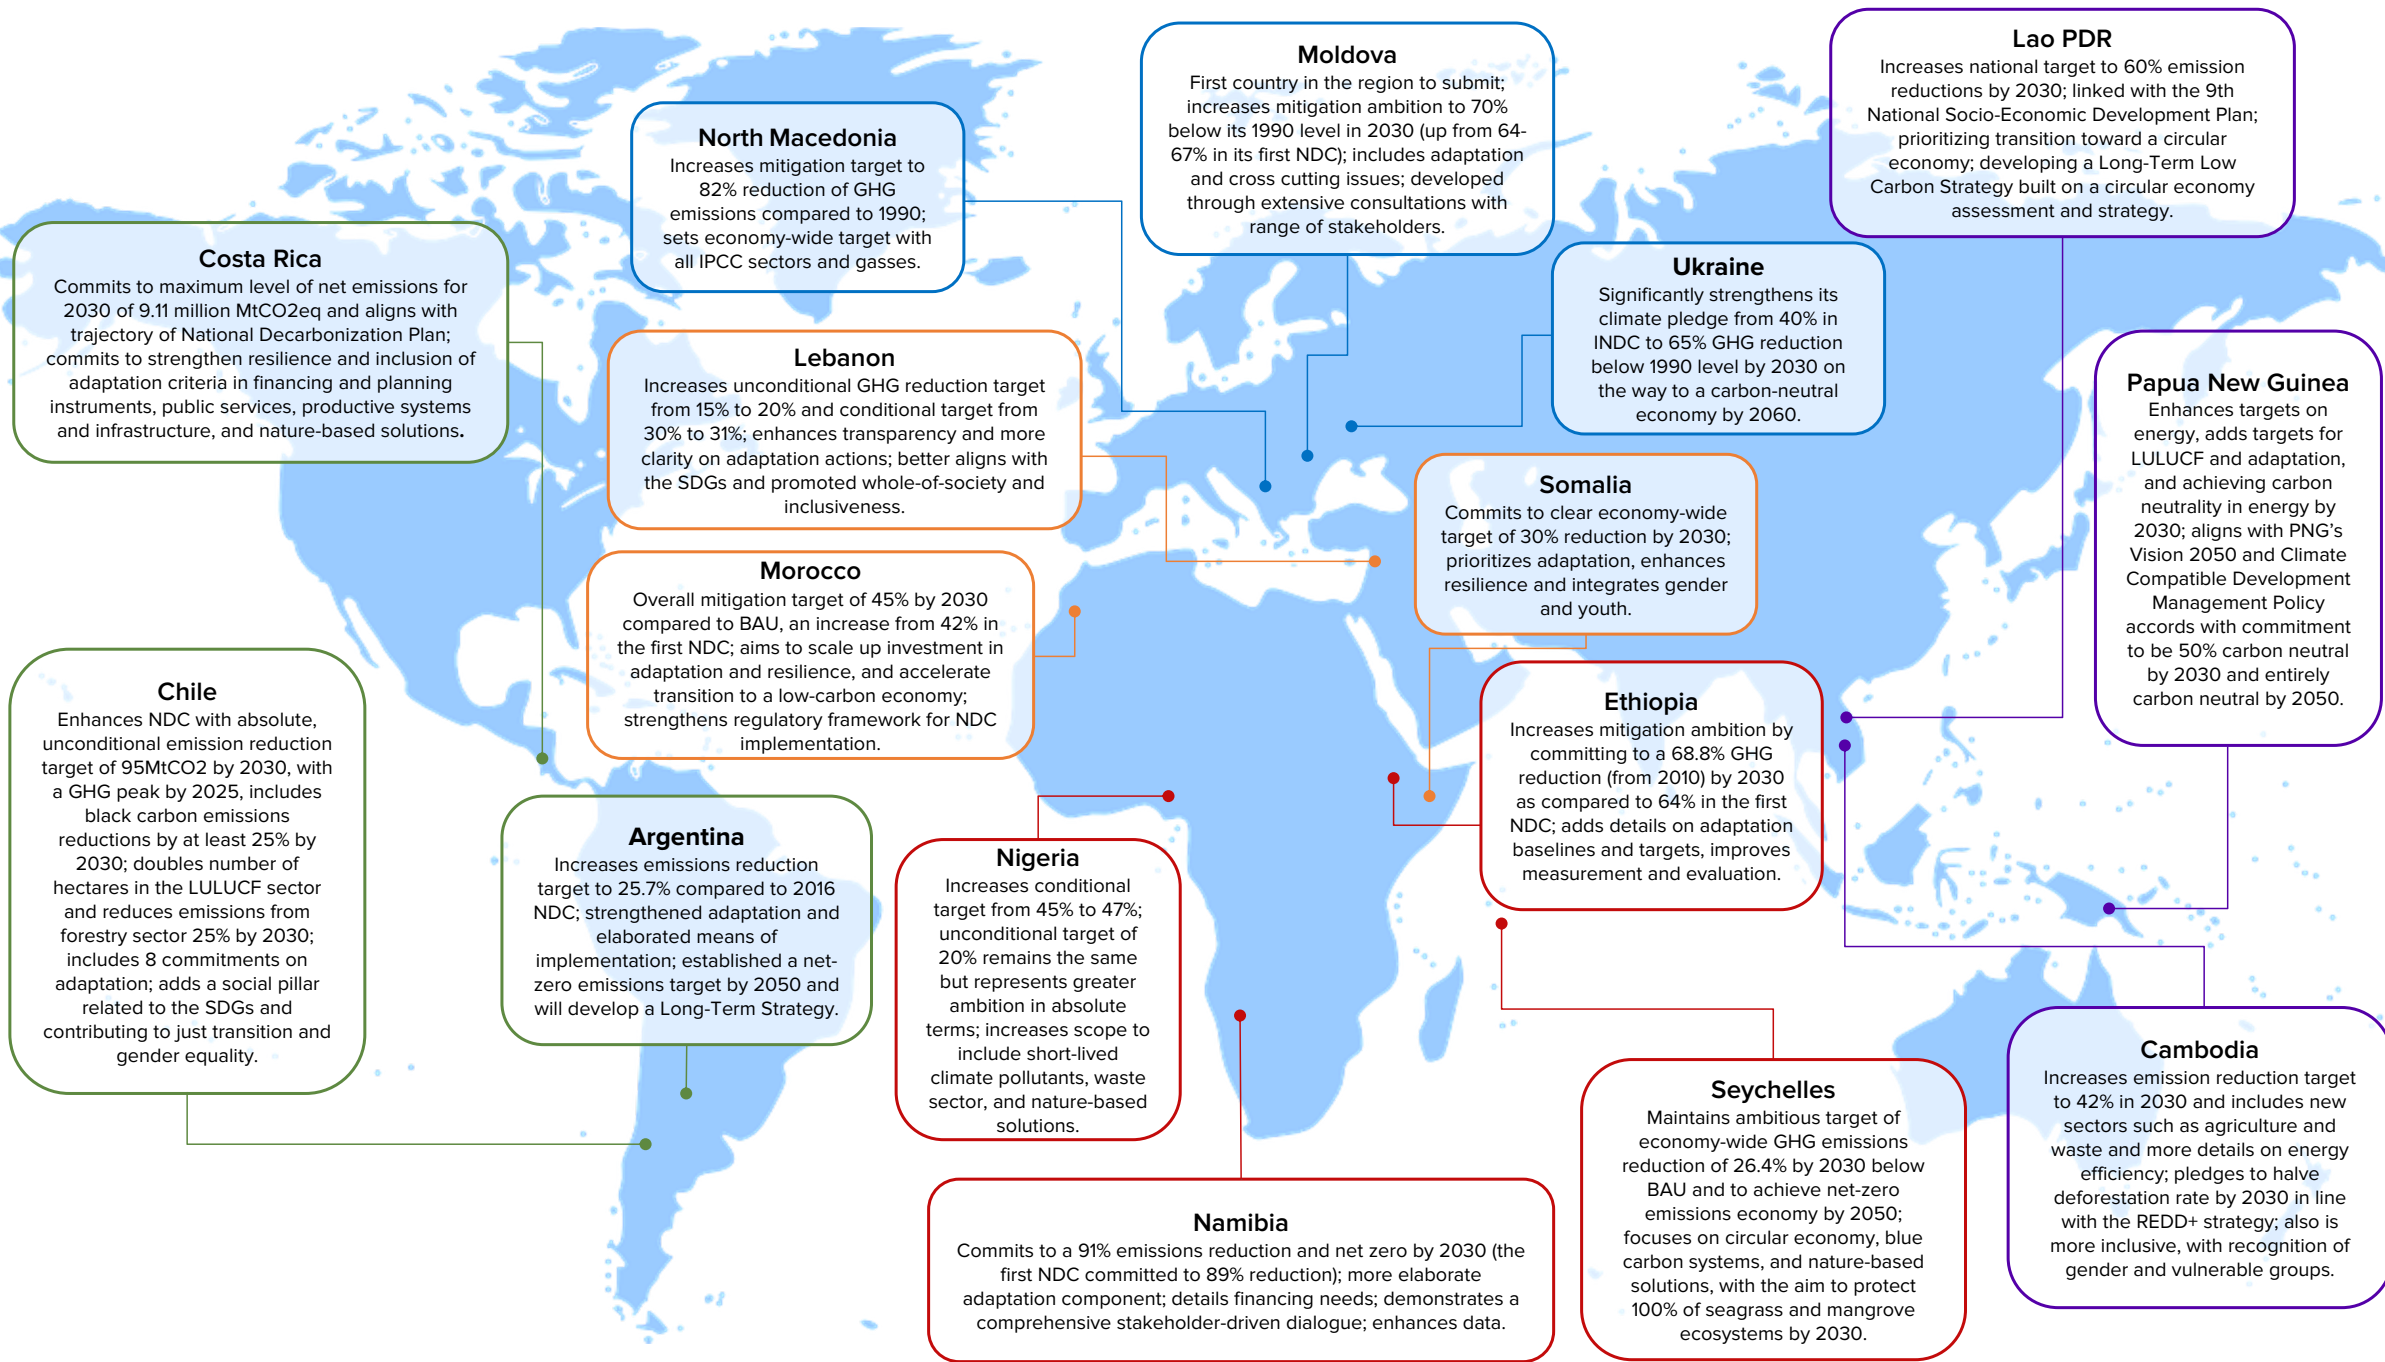 Moldova
First country in the region to submit;
increases mitigation ambition to 70%
below its 1990 level in 2030 (up from 64-
67% in its first NDC); includes adaptation
and cross cutting issues; developed
through extensive consultations with
range of stakeholders.
Lao PDR
Increases national target to 60% emission
reductions by 2030; linked with the 9th
National Socio-Economic Development Plan;
prioritizing transition toward a circular
economy; developing a Long-Term Low
Carbon Strategy built on a circular economy
assessment and strategy.
North Macedonia
Increases mitigation target to
82% reduction of GHG
emissions compared to 1990;
sets economy-wide target with
all IPCC sectors and gasses.
Costa Rica
Commits to maximum level of net emissions for
2030 of 9.11 million MtCO2eq and aligns with
trajectory of National Decarbonization Plan;
commits to strengthen resilience and inclusion of
adaptation criteria in financing and planning
instruments, public services, productive systems
and infrastructure, and nature-based solutions.
Ukraine
Significantly strengthens its
climate pledge from 40% in
INDC to 65% GHG reduction
below 1990 level by 2030 on
the way to a carbon-neutral
economy by 2060.
Lebanon
Increases unconditional GHG reduction target
from 15% to 20% and conditional target from
30% to 31%; enhances transparency and more
clarity on adaptation actions; better aligns with
the SDGs and promoted whole-of-society and
inclusiveness.
Papua New Guinea
Enhances targets on
energy, adds targets for
LULUCF and adaptation,
and achieving carbon
neutrality in energy by
2030; aligns with PNG’s
Vision 2050 and Climate
Compatible Development
Management Policy
accords with commitment
to be 50% carbon neutral
by 2030 and entirely
carbon neutral by 2050.
Somalia
Commits to clear economy-wide
target of 30% reduction by 2030;
prioritizes adaptation, enhances
resilience and integrates gender
and youth.
Morocco
Overall mitigation target of 45% by 2030
compared to BAU, an increase from 42% in
the first NDC; aims to scale up investment in
adaptation and resilience, and accelerate
transition to a low-carbon economy;
strengthens regulatory framework for NDC
implementation.
Chile
Enhances NDC with absolute,
unconditional emission reduction
target of 95MtCO2 by 2030, with
a GHG peak by 2025, includes
black carbon emissions
reductions by at least 25% by
2030; doubles number of
hectares in the LULUCF sector
and reduces emissions from
forestry sector 25% by 2030;
includes 8 commitments on
adaptation; adds a social pillar
related to the SDGs and
contributing to just transition and
gender equality.
Ethiopia
Increases mitigation ambition by
committing to a 68.8% GHG
reduction (from 2010) by 2030
as compared to 64% in the first
NDC; adds details on adaptation
baselines and targets, improves
measurement and evaluation.
Argentina
Increases emissions reduction
target to 25.7% compared to 2016
NDC; strengthened adaptation and
elaborated means of
implementation; established a net-
zero emissions target by 2050 and
will develop a Long-Term Strategy.
Nigeria
Increases conditional
target from 45% to 47%;
unconditional target of
20% remains the same
but represents greater
ambition in absolute
terms; increases scope to
include short-lived
climate pollutants, waste
sector, and nature-based
solutions.
Cambodia
Increases emission reduction target
to 42% in 2030 and includes new
sectors such as agriculture and
waste and more details on energy
efficiency; pledges to halve
deforestation rate by 2030 in line
with the REDD+ strategy; also is
more inclusive, with recognition of
gender and vulnerable groups.
Seychelles
Maintains ambitious target of
economy-wide GHG emissions
reduction of 26.4% by 2030 below
BAU and to achieve net-zero
emissions economy by 2050;
focuses on circular economy, blue
carbon systems, and nature-based
solutions, with the aim to protect
100% of seagrass and mangrove
ecosystems by 2030.
Namibia
Commits to a 91% emissions reduction and net zero by 2030 (the
first NDC committed to 89% reduction); more elaborate
adaptation component; details financing needs; demonstrates a
comprehensive stakeholder-driven dialogue; enhances data.